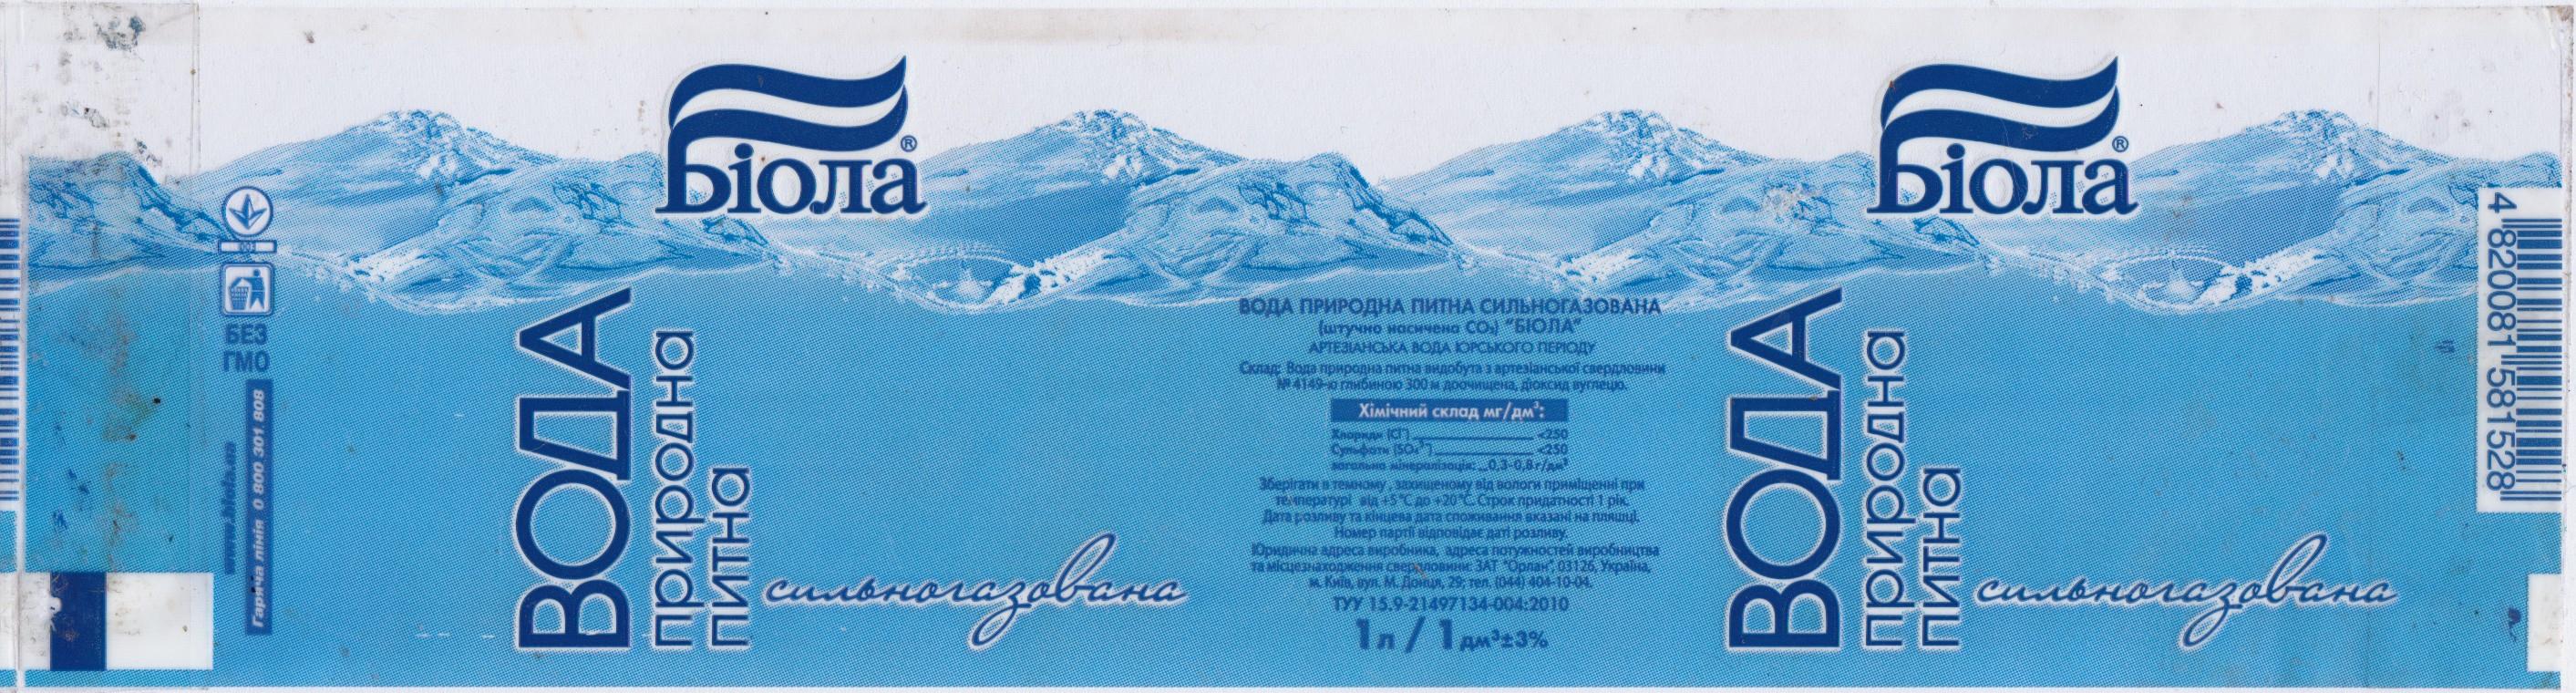 Біола®
ВОДА
природна
питна
сильногазована
003
БЕЗ
ГМО
www.biola.ua
Гаряча лінія 0 800 301 808
ВОДА ПРИРОДНА ПИТНА СИЛЬНОГАЗОВАНА
(штучно насичена CO₂) "БІОЛА"
АРТЕЗІАНСЬКА ВОДА ЮРСЬКОГО ПЕРІОДУ
Склад: Вода природна питна видобута з артезіанської свердловини
№ 4149-ю глибиною 300 м доочищена, діоксид вуглецю.
Хімічний склад мг/дм³:
Хлориди (Cl⁻) <250
Сульфати (SO₄²⁻) <250
загальна мінералізація: 0,3-0,8 г/дм³
Зберігати в темному, захищеному від вологи приміщенні при
температурі від +5 °C до +20 °C. Строк придатності 1 рік.
Дата розливу та кінцева дата споживання вказані на пляшці.
Номер партії відповідає даті розливу.
Юридична адреса виробника, адреса потужностей виробництва
та місцезнаходження свердловини: ЗАТ "Орлан", 03126, Україна,
м. Київ, вул. М. Донця, 29; тел. (044) 404-10-04.
ТУУ 15.9-21497134-004:2010
1 л / 1 дм³±3%
Біола®
ВОДА
природна
питна
сильногазована
4 820081 581528